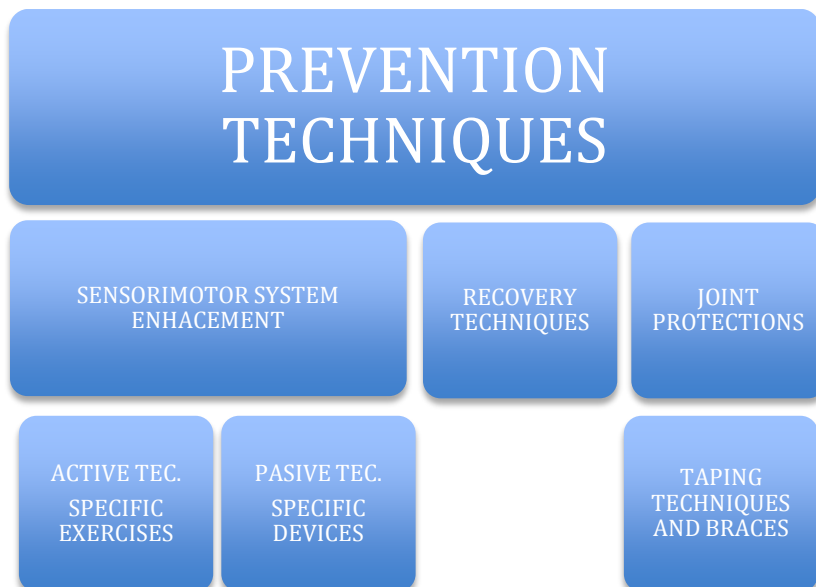 PREVENTION
TECHNIQUES
SENSORIMOTOR SYSTEM
ENHACEMENT
RECOVERY
TECHNIQUES
JOINT
PROTECTIONS
ACTIVE TEC.
SPECIFIC
EXERCISES
PASIVE TEC.
SPECIFIC
DEVICES
TAPING
TECHNIQUES
AND BRACES